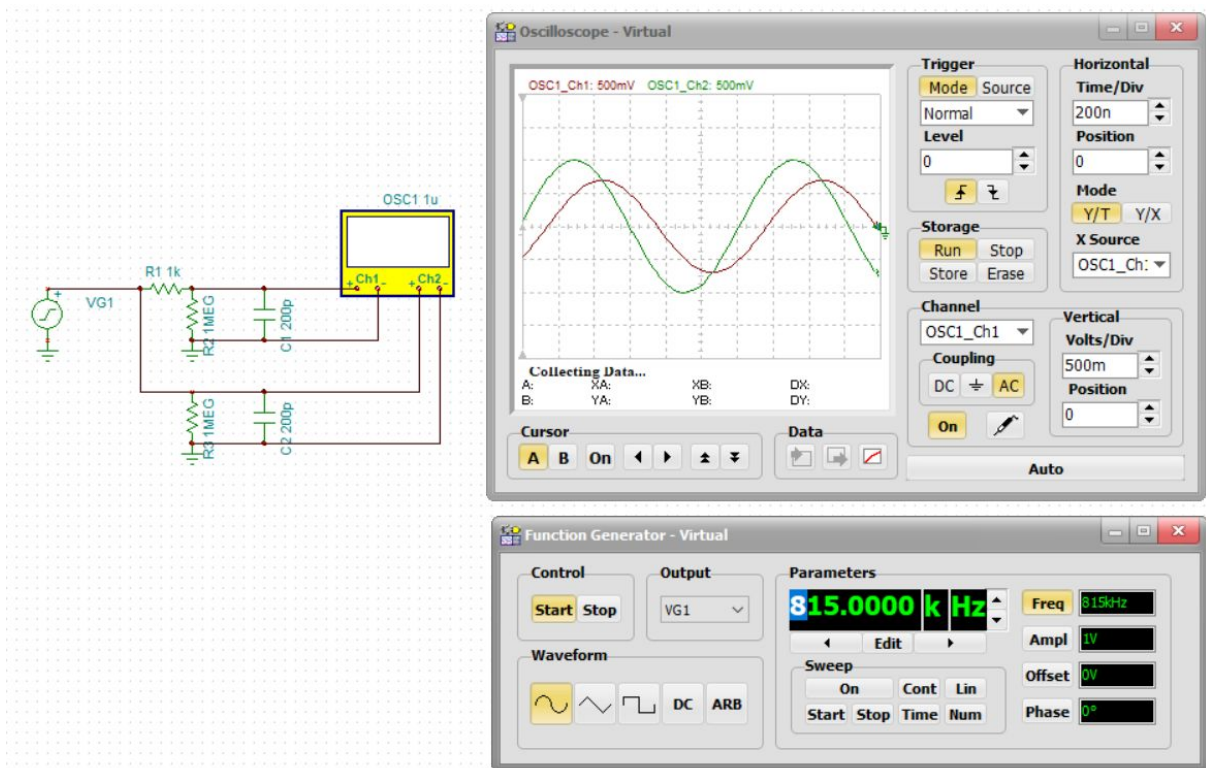 OSC1 1u
Ch1
Ch2
+ - + -
R1 1k
VG1
+
R2 1MEG
C1 200p
R3 1MEG
C2 200p
Oscilloscope - Virtual
OSC1_Ch1: 500mV OSC1_Ch2: 500mV
Collecting Data...
A: XA: XB: DX:
B: YA: YB: DY:
Cursor
A B On
Data
Trigger
Mode Source
Normal
Level
0
Storage
Run Stop
Store Erase
Channel
OSC1_Ch1
Coupling
DC AC
On
Horizontal
Time/Div
200n
Position
0
Mode
Y/T Y/X
X Source
OSC1_Ch:
Vertical
Volts/Div
500m
Position
0
Auto
Function Generator - Virtual
Control
Start Stop
Output
VG1
Waveform
DC ARB
Parameters
815.0000 k Hz
Edit
Sweep
On Cont Lin
Start Stop Time Num
Freq 815kHz
Ampl 1V
Offset 0V
Phase 0°